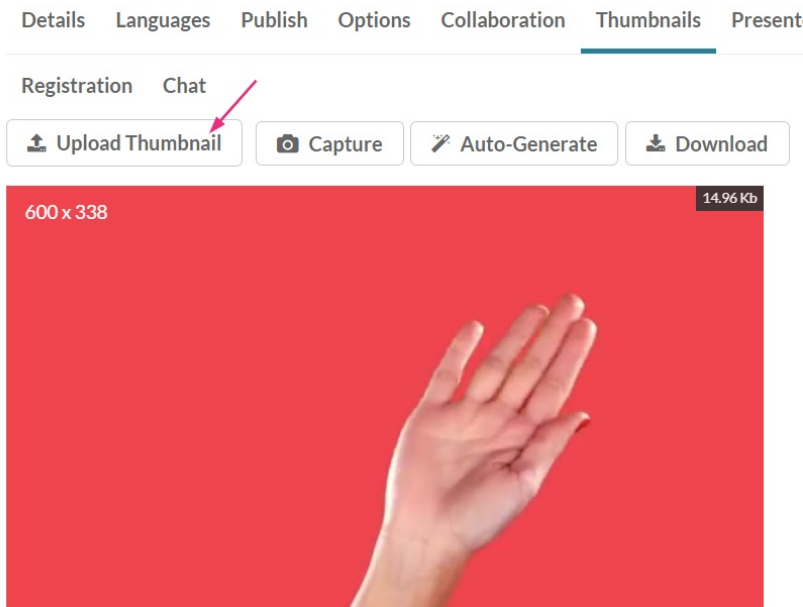 Details Languages Publish Options Collaboration Thumbnails
Registration Chat
Upload Thumbnail Capture Auto-Generate Download
600 x 338 14.96 Kb